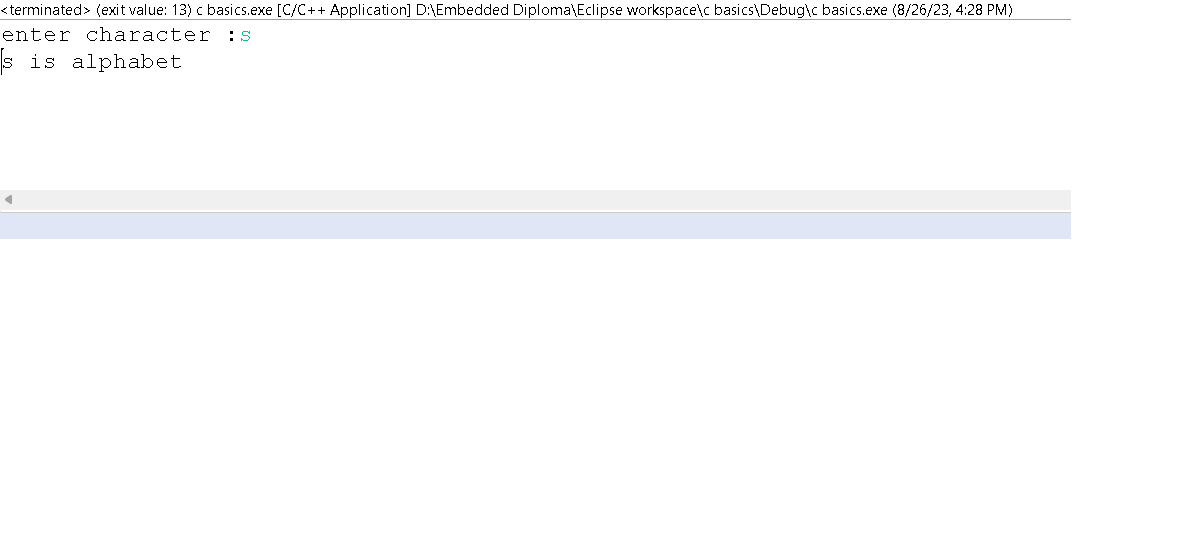 <terminated> (exit value: 13) c basics.exe [C/C++ Application] D:\Embedded Diploma\Eclipse workspace\c basics\Debug\c basics.exe (8/26/23, 4:28 PM)
enter character :s
s is alphabet